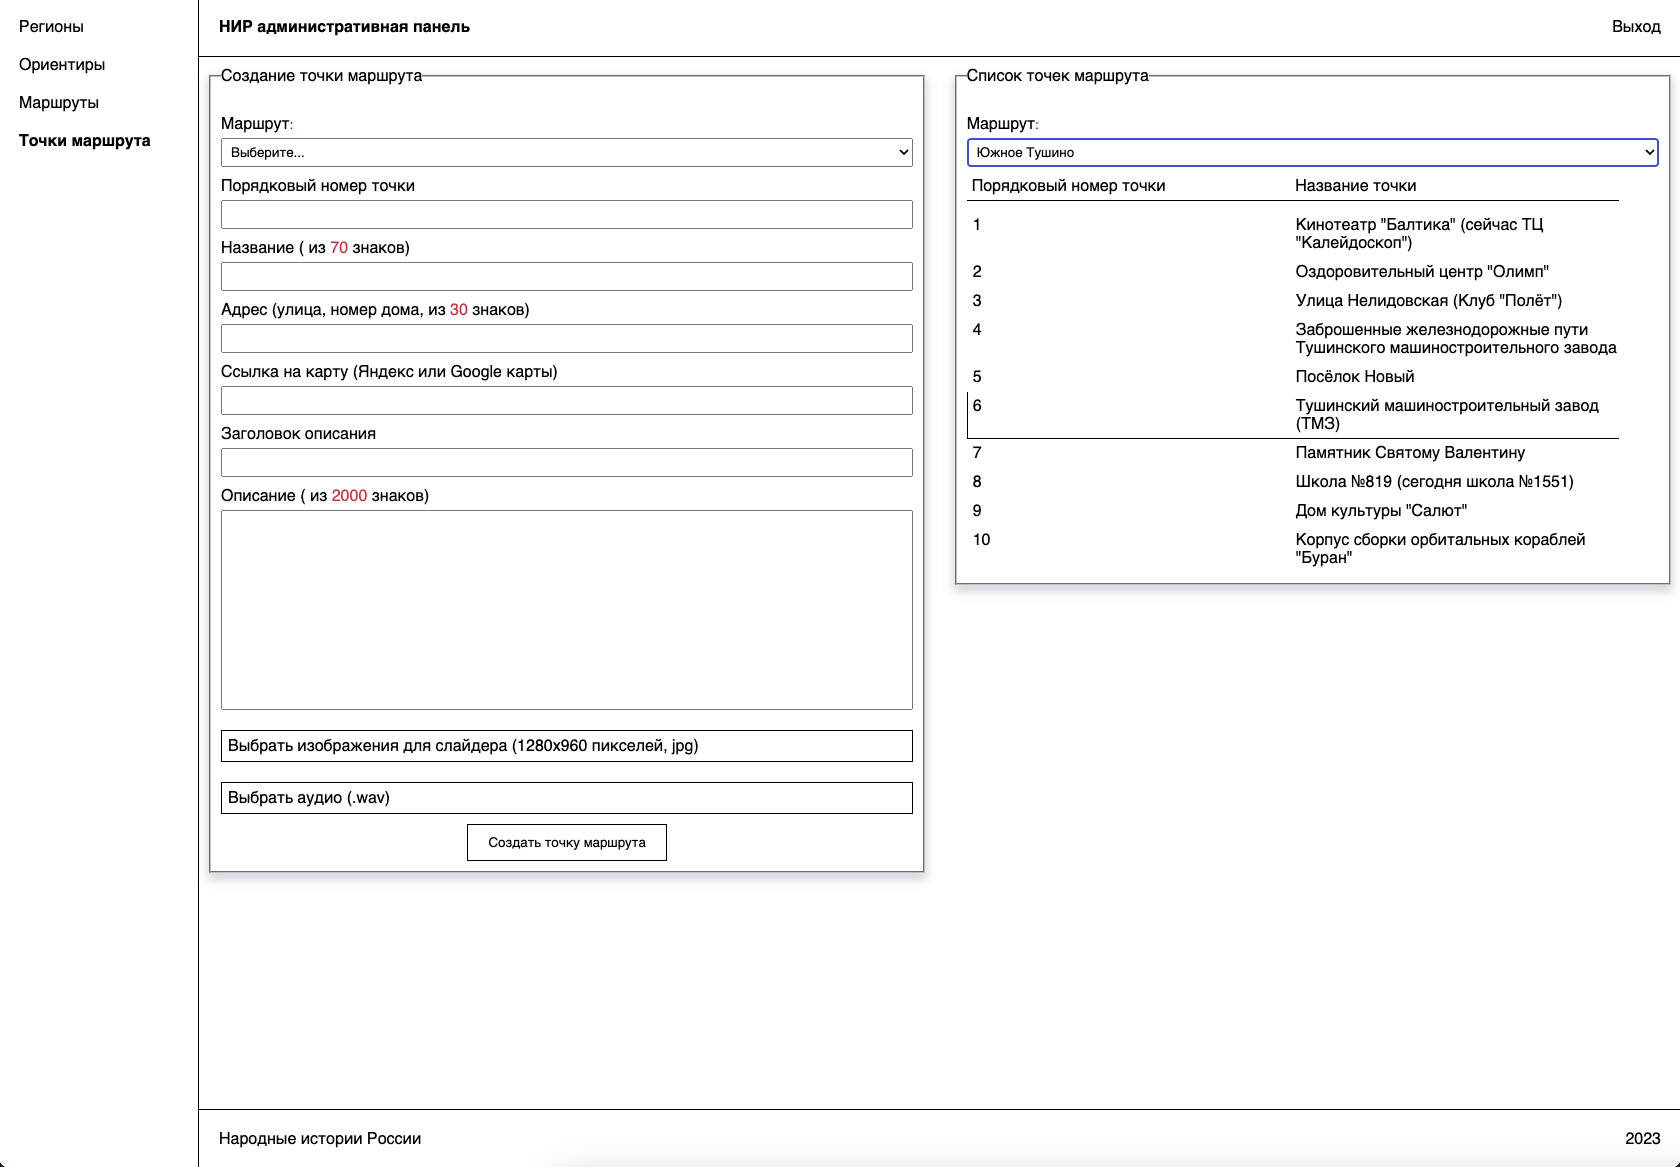 Регионы
Ориентиры
Маршруты
Точки маршрута
НИР административная панель
Выход
Создание точки маршрута
Маршрут:
Выберите...
Порядковый номер точки
Название ( из 70 знаков)
Адрес (улица, номер дома, из 30 знаков)
Ссылка на карту (Яндекс или Google карты)
Заголовок описания
Описание ( из 2000 знаков)
Выбрать изображения для слайдера (1280x960 пикселей, jpg)
Выбрать аудио (.wav)
Создать точку маршрута
Список точек маршрута
Маршрут:
Южное Тушино
Порядковый номер точки Название точки
1 Кинотеатр "Балтика" (сейчас ТЦ
"Калейдоскоп")
2 Оздоровительный центр "Олимп"
3 Улица Нелидовская (Клуб "Полёт")
4 Заброшенные железнодорожные пути
Тушинского машиностроительного завода
5 Посёлок Новый
6 Тушинский машиностроительный завод
(ТМЗ)
7 Памятник Святому Валентину
8 Школа №819 (сегодня школа №1551)
9 Дом культуры "Салют"
10 Корпус сборки орбитальных кораблей
"Буран"
Народные истории России
2023